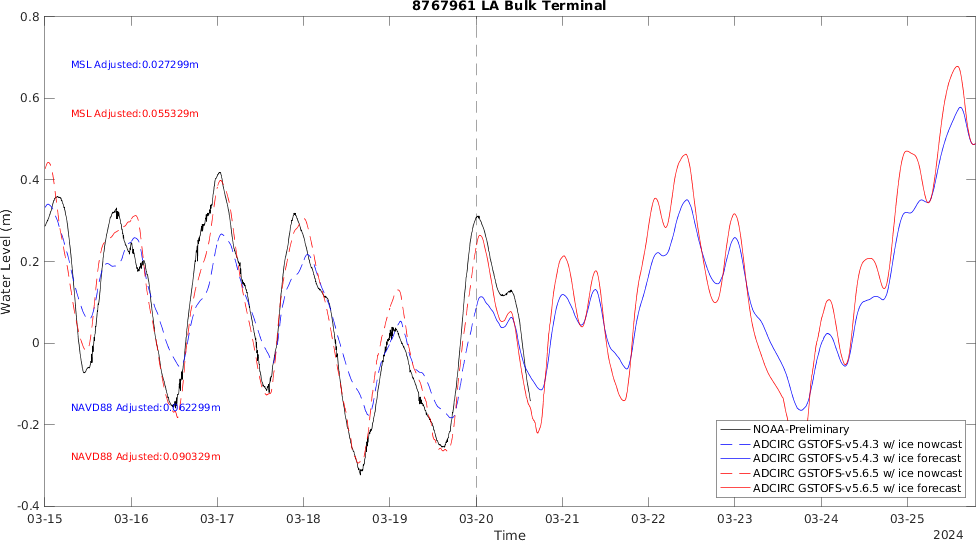 8767961 LA Bulk Terminal
0.8
0.6
0.4
0.2
0
-0.2
-0.4
Water Level (m)
MSL Adjusted:0.027299m
MSL Adjusted:0.055329m
NAVD88 Adjusted:0.062299m
NAVD88 Adjusted:0.090329m
NOAA-Preliminary
ADCIRC GSTOFS-v5.4.3 w/ ice nowcast
ADCIRC GSTOFS-v5.4.3 w/ ice forecast
ADCIRC GSTOFS-v5.6.5 w/ ice nowcast
ADCIRC GSTOFS-v5.6.5 w/ ice forecast
03-15 03-16 03-17 03-18 03-19 03-20 03-21 03-22 03-23 03-24 03-25
Time
2024